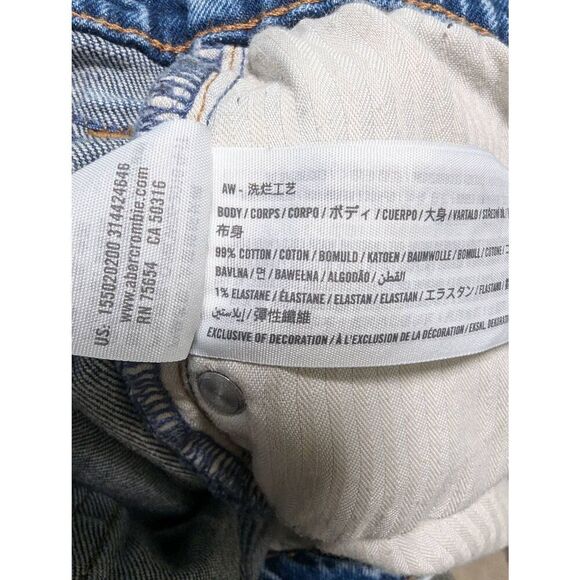 US: 155020200 314424646
www.abercrombie.com
RN 75654 CA 50316
AW - 洗烂工艺
BODY / CORPS / CORPO / ボディ / CUERPO / 大身 / VARTALO /
布身
99% COTTON / COTON / BOMULD / KATOEN / BAUMWOLLE / BOMULL / COTONE /
BAVLNA / 면 / BAWEŁNA / ALGODÃO / القطن /
1% ELASTANE / ÉLASTANE / ELASTAN / ELASTAAN / エラスタン / ELASTANO /
إيلاستين / 彈性纖維
EXCLUSIVE OF DECORATION / À L'EXCLUSION DE LA DÉCORATION / EKSKL.